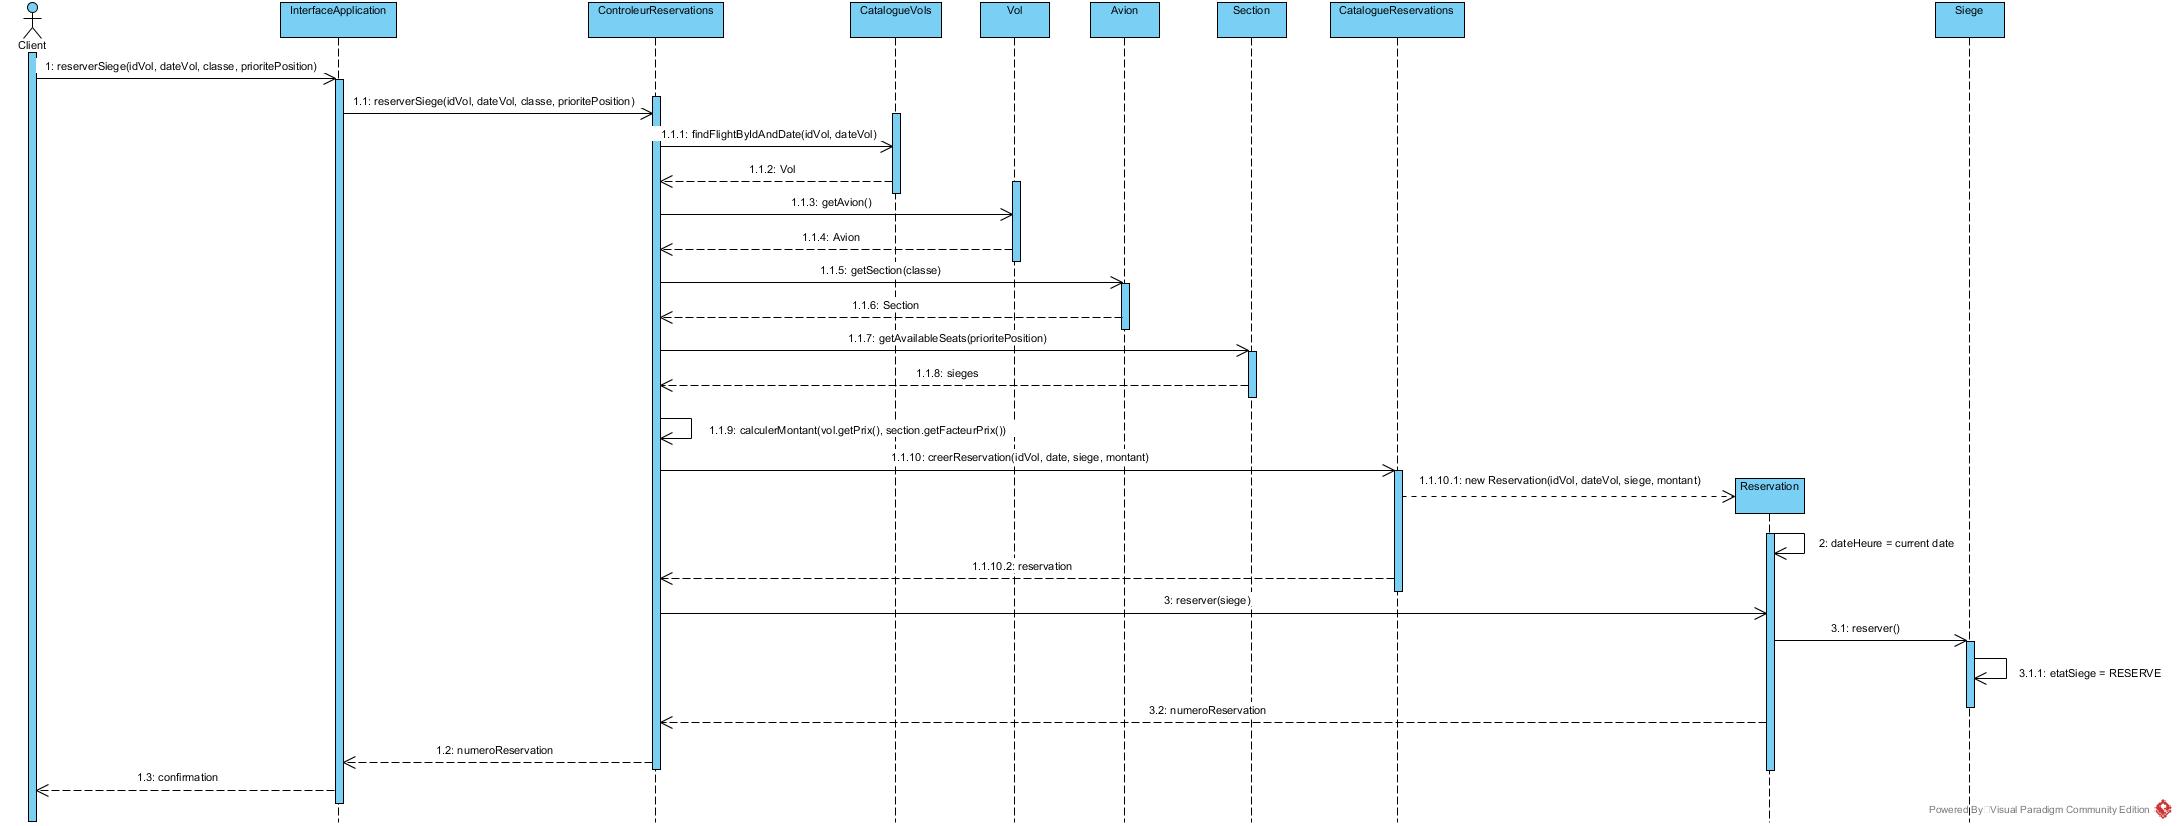 InterfaceApplication
ControleurReservations
CatalogueVols
Vol
Avion
Section
CatalogueReservations
Siege
Client
1: reserverSiege(idVol, dateVol, classe, prioritePosition)
1.1: reserverSiege(idVol, dateVol, classe, prioritePosition)
1.1.1: findFlightByIdAndDate(idVol, dateVol)
1.1.2: Vol
1.1.3: getAvion()
1.1.4: Avion
1.1.5: getSection(classe)
1.1.6: Section
1.1.7: getAvailableSeats(prioritePosition)
1.1.8: sieges
1.1.9: calculerMontant(vol.getPrix(), section.getFacteurPrix())
1.1.10: creerReservation(idVol, date, siege, montant)
1.1.10.1: new Reservation(idVol, dateVol, siege, montant)
Reservation
2: dateHeure = current date
1.1.10.2: reservation
3: reserver(siege)
3.1: reserver()
3.1.1: etatSiege = RESERVE
3.2: numeroReservation
1.2: numeroReservation
1.3: confirmation
Powered By Visual Paradigm Community Edition